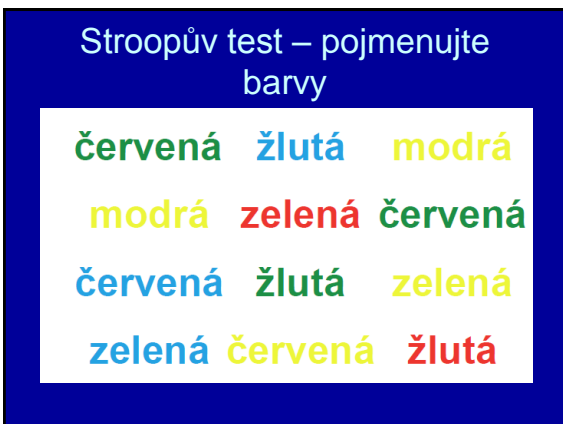 Stroopův test – pojmenujte
barvy
červená žlutá modrá
modrá zelená červená
červená žlutá zelená
zelená červená žlutá